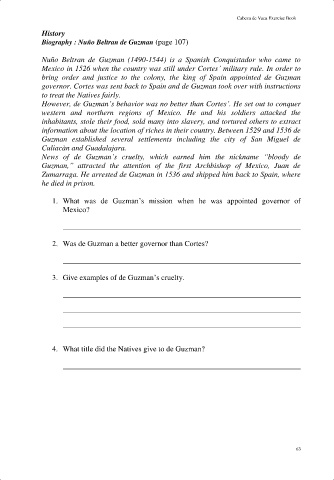 Cabeza de Vaca Exercise Book
History
Biography : Nuño Beltran de Guzman (page 107)
Nuño Beltran de Guzman (1490-1544) is a Spanish Conquistador who came to
Mexico in 1526 when the country was still under Cortes' military rule. In order to
bring order and justice to the colony, the king of Spain appointed de Guzman
governor. Cortes was sent back to Spain and de Guzman took over with instructions
to treat the Natives fairly.
However, de Guzman's behavior was no better than Cortes'. He set out to conquer
western and northern regions of Mexico. He and his soldiers attacked the
inhabitants, stole their food, sold many into slavery, and tortured others to extract
information about the location of riches in their country. Between 1529 and 1536 de
Guzman established several settlements including the city of San Miguel de
Culiacán and Guadalajara.
News of de Guzman's cruelty, which earned him the nickname "bloody de
Guzman," attracted the attention of the first Archbishop of Mexico, Juan de
Zumarraga. He arrested de Guzman in 1536 and shipped him back to Spain, where
he died in prison.
1. What was de Guzman's mission when he was appointed governor of
Mexico?
2. Was de Guzman a better governor than Cortes?
3. Give examples of de Guzman's cruelty.
4. What title did the Natives give to de Guzman?
63